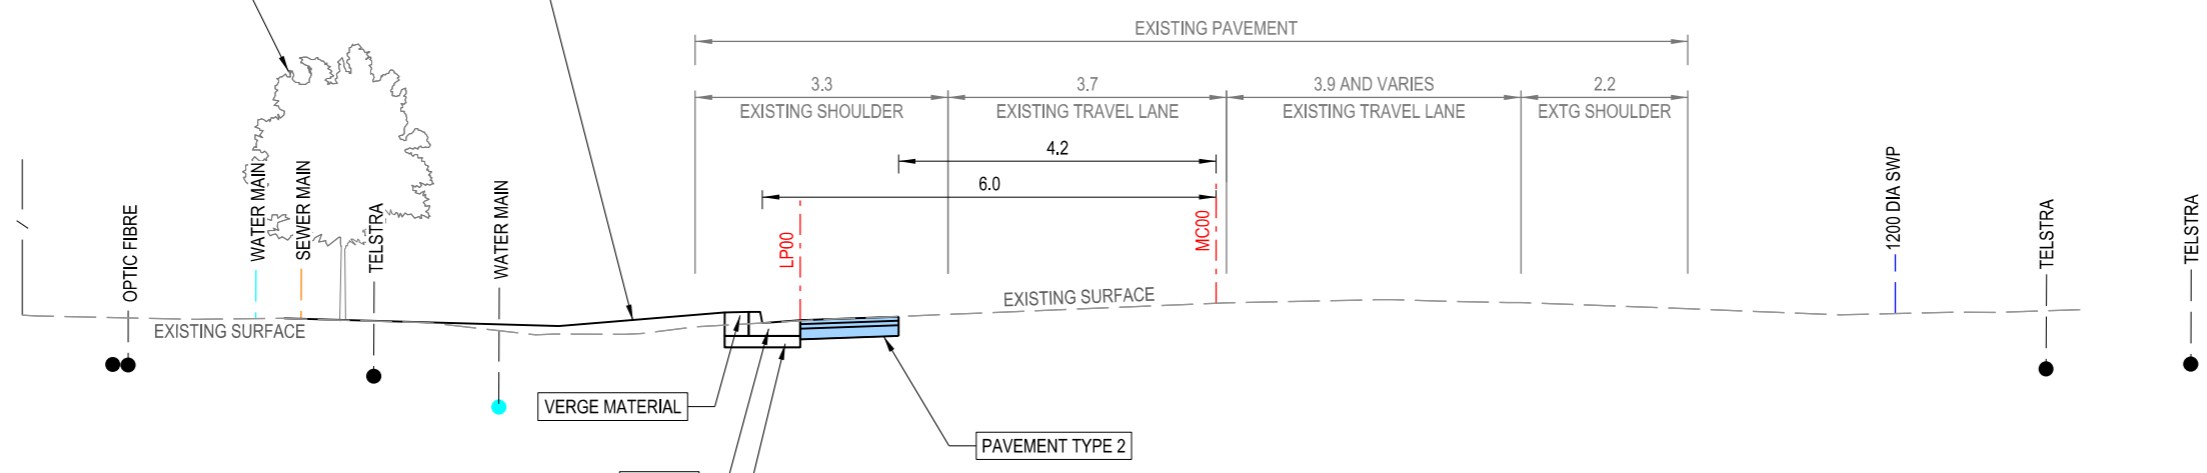 EXISTING PAVEMENT
3.3
3.7
3.9 AND VARIES
2.2
EXISTING SHOULDER
EXISTING TRAVEL LANE
EXISTING TRAVEL LANE
EXTG SHOULDER
4.2
6.0
OPTIC FIBRE
WATER MAIN
SEWER MAIN
TELSTRA
WATER MAIN
LP00
MC00
1200 DIA SWP
TELSTRA
TELSTRA
EXISTING SURFACE
EXISTING SURFACE
VERGE MATERIAL
PAVEMENT TYPE 2